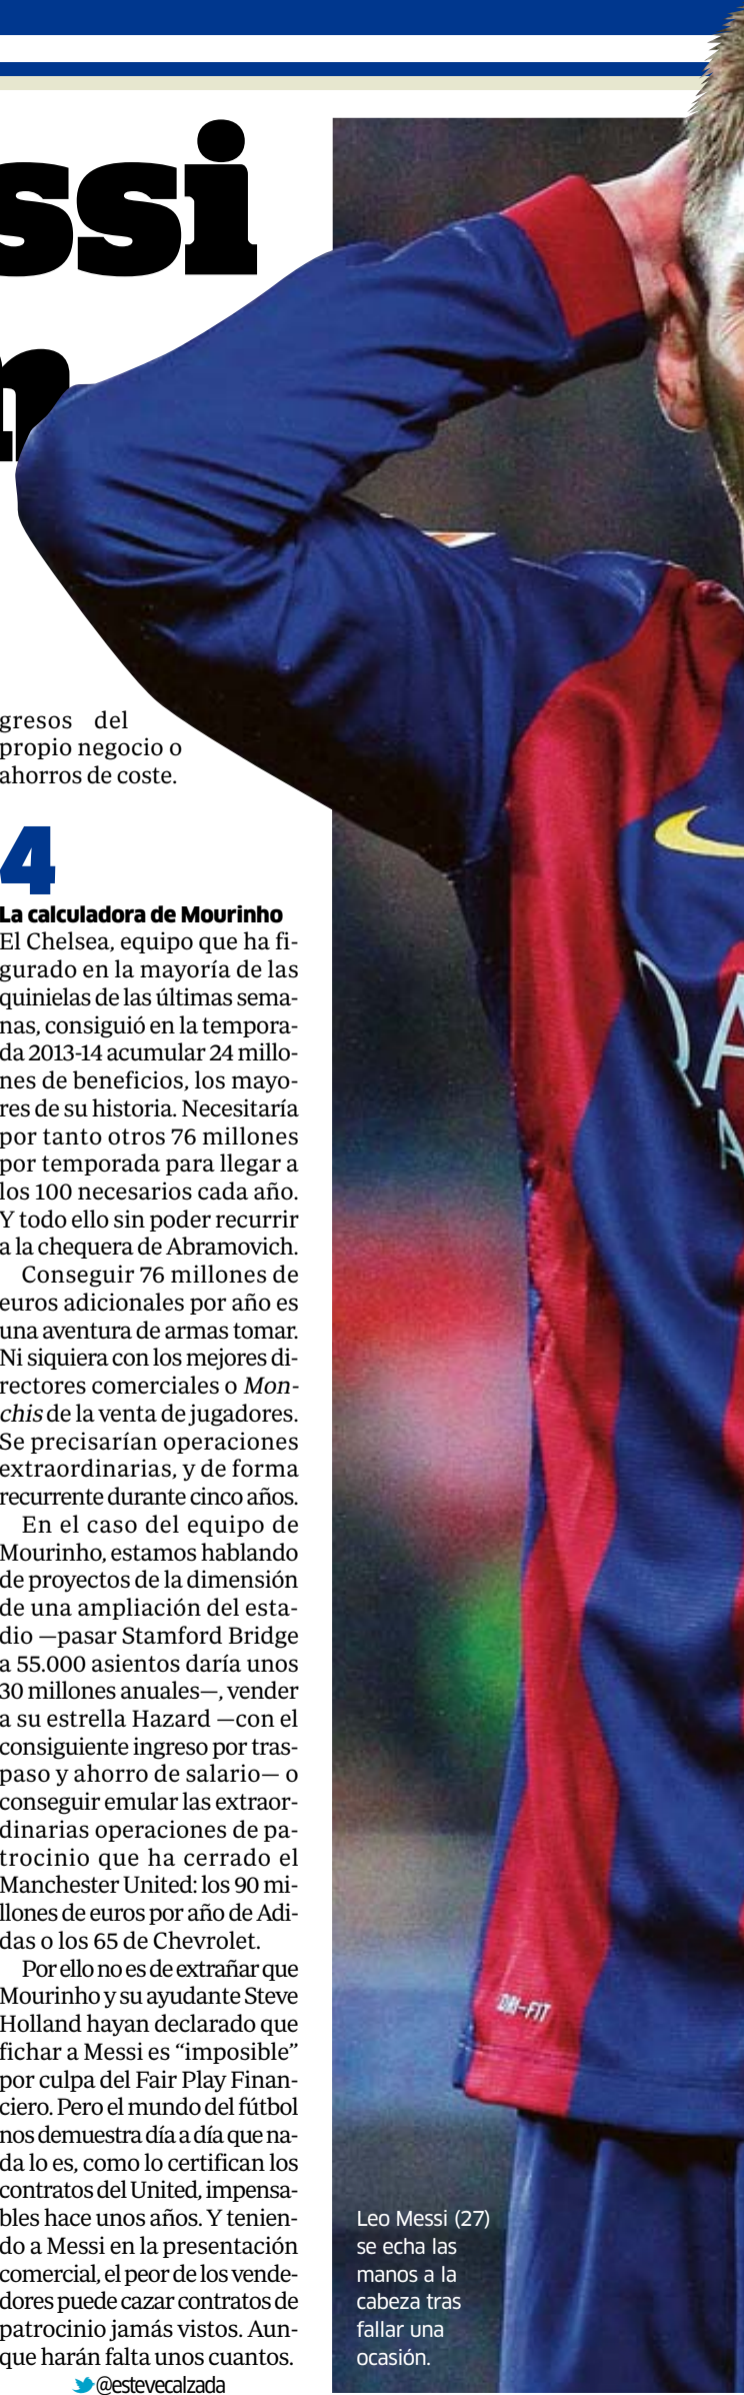 ssi
n
gresos del
propio negocio o
ahorros de coste.
4
La calculadora de Mourinho
El Chelsea, equipo que ha fi-
gurado en la mayoría de las
quinielas de las últimas sema-
nas, consiguió en la tempora-
da 2013-14 acumular 24 millo-
nes de beneficios, los mayo-
res de su historia. Necesitaría
por tanto otros 76 millones
por temporada para llegar a
los 100 necesarios cada año.
Y todo ello sin poder recurrir
a la chequera de Abramovich.
Conseguir 76 millones de
euros adicionales por año es
una aventura de armas tomar.
Ni siquiera con los mejores di-
rectores comerciales o Mon-
chis de la venta de jugadores.
Se precisarían operaciones
extraordinarias, y de forma
recurrente durante cinco años.
En el caso del equipo de
Mourinho, estamos hablando
de proyectos de la dimensión
de una ampliación del esta-
dio —pasar Stamford Bridge
a 55.000 asientos daría unos
30 millones anuales—, vender
a su estrella Hazard —con el
consiguiente ingreso por tras-
paso y ahorro de salario— o
conseguir emular las extraor-
dinarias operaciones de pa-
trocinio que ha cerrado el
Manchester United: los 90 mi-
llones de euros por año de Adi-
das o los 65 de Chevrolet.
Por ello no es de extrañar que
Mourinho y su ayudante Steve
Holland hayan declarado que
fichar a Messi es “imposible”
por culpa del Fair Play Finan-
ciero. Pero el mundo del fútbol
nos demuestra día a día que na-
da lo es, como lo certifican los
contratos del United, impensa-
bles hace unos años. Y tenien-
do a Messi en la presentación
comercial, el peor de los vende-
dores puede cazar contratos de
patrocinio jamás vistos. Aun-
que harán falta unos cuantos.
@estevecalzada
QA
A
DRI-FIT
Leo Messi (27)
se echa las
manos a la
cabeza tras
fallar una
ocasión.